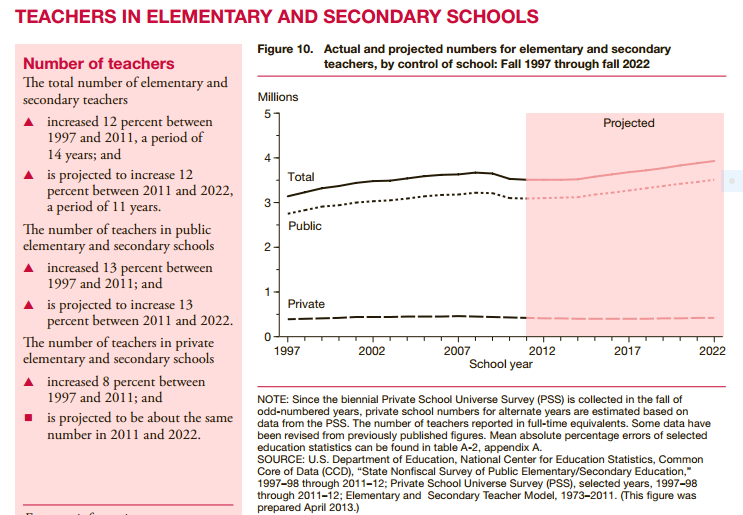 TEACHERS IN ELEMENTARY AND SECONDARY SCHOOLS
Number of teachers
The total number of elementary and
secondary teachers
▲ increased 12 percent between
1997 and 2011, a period of
14 years; and
▲ is projected to increase 12
percent between 2011 and 2022,
a period of 11 years.
The number of teachers in public
elementary and secondary schools
▲ increased 13 percent between
1997 and 2011; and
▲ is projected to increase 13
percent between 2011 and 2022.
The number of teachers in private
elementary and secondary schools
▲ increased 8 percent between
1997 and 2011; and
■ is projected to be about the same
number in 2011 and 2022.
Figure 10. Actual and projected numbers for elementary and secondary
teachers, by control of school: Fall 1997 through fall 2022
Millions
5
Projected
4
Total
3
Public
2
1
Private
0
1997 2002 2007 2012 2017 2022
School year
NOTE: Since the biennial Private School Universe Survey (PSS) is collected in the fall of
odd-numbered years, private school numbers for alternate years are estimated based on
data from the PSS. The number of teachers reported in full-time equivalents. Some data have
been revised from previously published figures. Mean absolute percentage errors of selected
education statistics can be found in table A-2, appendix A.
SOURCE: U.S. Department of Education, National Center for Education Statistics, Common
Core of Data (CCD), “State Nonfiscal Survey of Public Elementary/Secondary Education,”
1997–98 through 2011–12; Private School Universe Survey (PSS), selected years, 1997–98
through 2011–12; Elementary and Secondary Teacher Model, 1973–2011. (This figure was
prepared April 2013.)